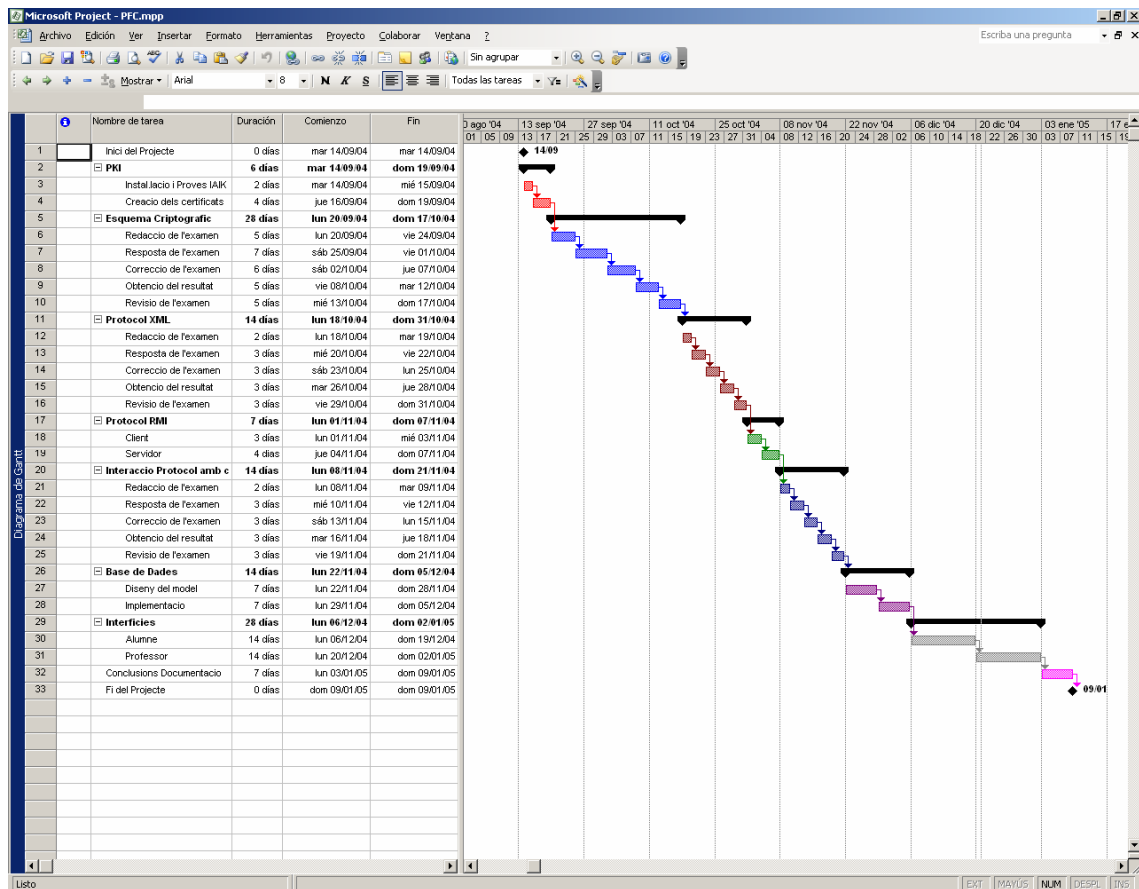 Microsoft Project - PFC.mpp
Archivo Edición Ver Insertar Formato Herramientas Proyecto Colaborar Ventana ? Escriba una pregunta
Sin agrupar
Mostrar Arial 8 N K S Todas las tareas
Nombre de tarea Duración Comienzo Fin
ago '04 13 sep '04 27 sep '04 11 oct '04 25 oct '04 08 nov '04 22 nov '04 06 dic '04 20 dic '04 03 ene '05 17 e
01 05 09 13 17 21 25 29 03 07 11 15 19 23 27 31 04 08 12 16 20 24 28 02 06 10 14 18 22 26 30 03 07 11 15 19
1 Inici del Projecte 0 días mar 14/09/04 mar 14/09/04 14/09
2 PKI 6 días mar 14/09/04 dom 19/09/04
3 Instal.lacio i Proves IAIK 2 días mar 14/09/04 mié 15/09/04
4 Creacio dels certificats 4 días jue 16/09/04 dom 19/09/04
5 Esquema Criptografic 28 días lun 20/09/04 dom 17/10/04
6 Redaccio de l'examen 5 días lun 20/09/04 vie 24/09/04
7 Resposta de l'examen 7 días sáb 25/09/04 vie 01/10/04
8 Correccio de l'examen 6 días sáb 02/10/04 jue 07/10/04
9 Obtencio del resultat 5 días vie 08/10/04 mar 12/10/04
10 Revisio de l'examen 5 días mié 13/10/04 dom 17/10/04
11 Protocol XML 14 días lun 18/10/04 dom 31/10/04
12 Redaccio de l'examen 2 días lun 18/10/04 mar 19/10/04
13 Resposta de l'examen 3 días mié 20/10/04 vie 22/10/04
14 Correccio de l'examen 3 días sáb 23/10/04 lun 25/10/04
15 Obtencio del resultat 3 días mar 26/10/04 jue 28/10/04
16 Revisio de l'examen 3 días vie 29/10/04 dom 31/10/04
17 Protocol RMI 7 días lun 01/11/04 dom 07/11/04
18 Client 3 días lun 01/11/04 mié 03/11/04
19 Servidor 4 días jue 04/11/04 dom 07/11/04
20 Interaccio Protocol amb c 14 días lun 08/11/04 dom 21/11/04
21 Redaccio de l'examen 2 días lun 08/11/04 mar 09/11/04
22 Resposta de l'examen 3 días mié 10/11/04 vie 12/11/04
23 Correccio de l'examen 3 días sáb 13/11/04 lun 15/11/04
24 Obtencio del resultat 3 días mar 16/11/04 jue 18/11/04
25 Revisio de l'examen 3 días vie 19/11/04 dom 21/11/04
26 Base de Dades 14 días lun 22/11/04 dom 05/12/04
27 Diseny del model 7 días lun 22/11/04 dom 28/11/04
28 Implementacio 7 días lun 29/11/04 dom 05/12/04
29 Interficies 28 días lun 06/12/04 dom 02/01/05
30 Alumne 14 días lun 06/12/04 dom 19/12/04
31 Professor 14 días lun 20/12/04 dom 02/01/05
32 Conclusions Documentacio 7 días lun 03/01/05 dom 09/01/05
33 Fi del Projecte 0 días dom 09/01/05 dom 09/01/05 09/01
Diagrama de Gantt
Listo EXT MAYÚS NUM DESPL INS